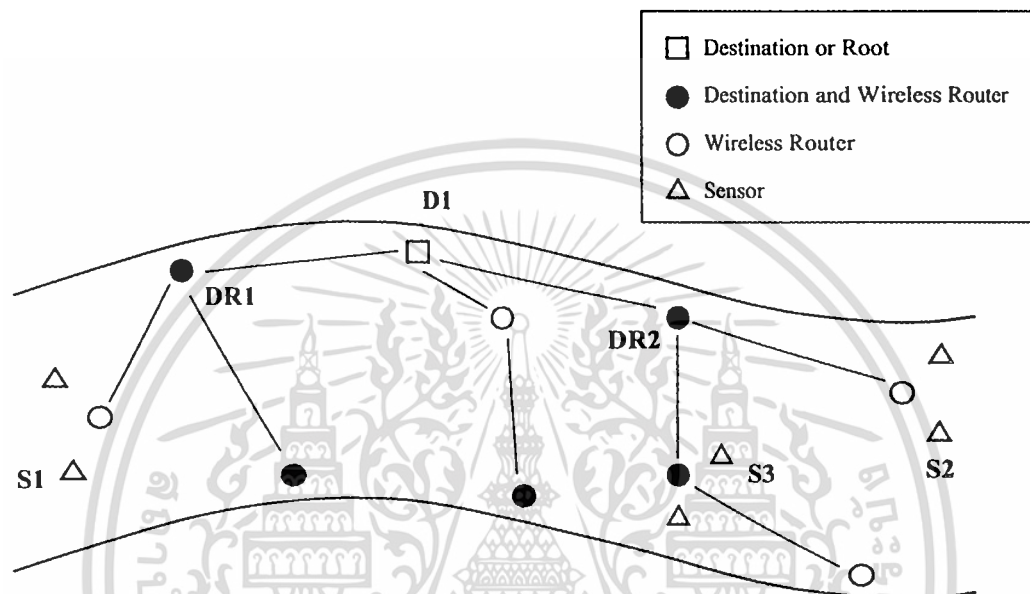 Destination or Root
Destination and Wireless Router
Wireless Router
Sensor
D1
DR1
DR2
S1
S3
S2